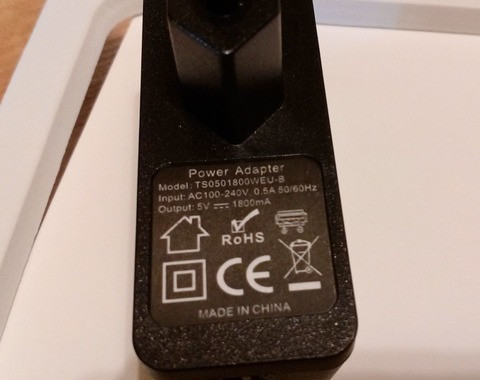 Power Adapter
Model: TS0501800WEU-B
Input: AC100-240V, 0.5A 50/60Hz
Output: 5V ⎓ 1800mA
RoHS
CE
MADE IN CHINA